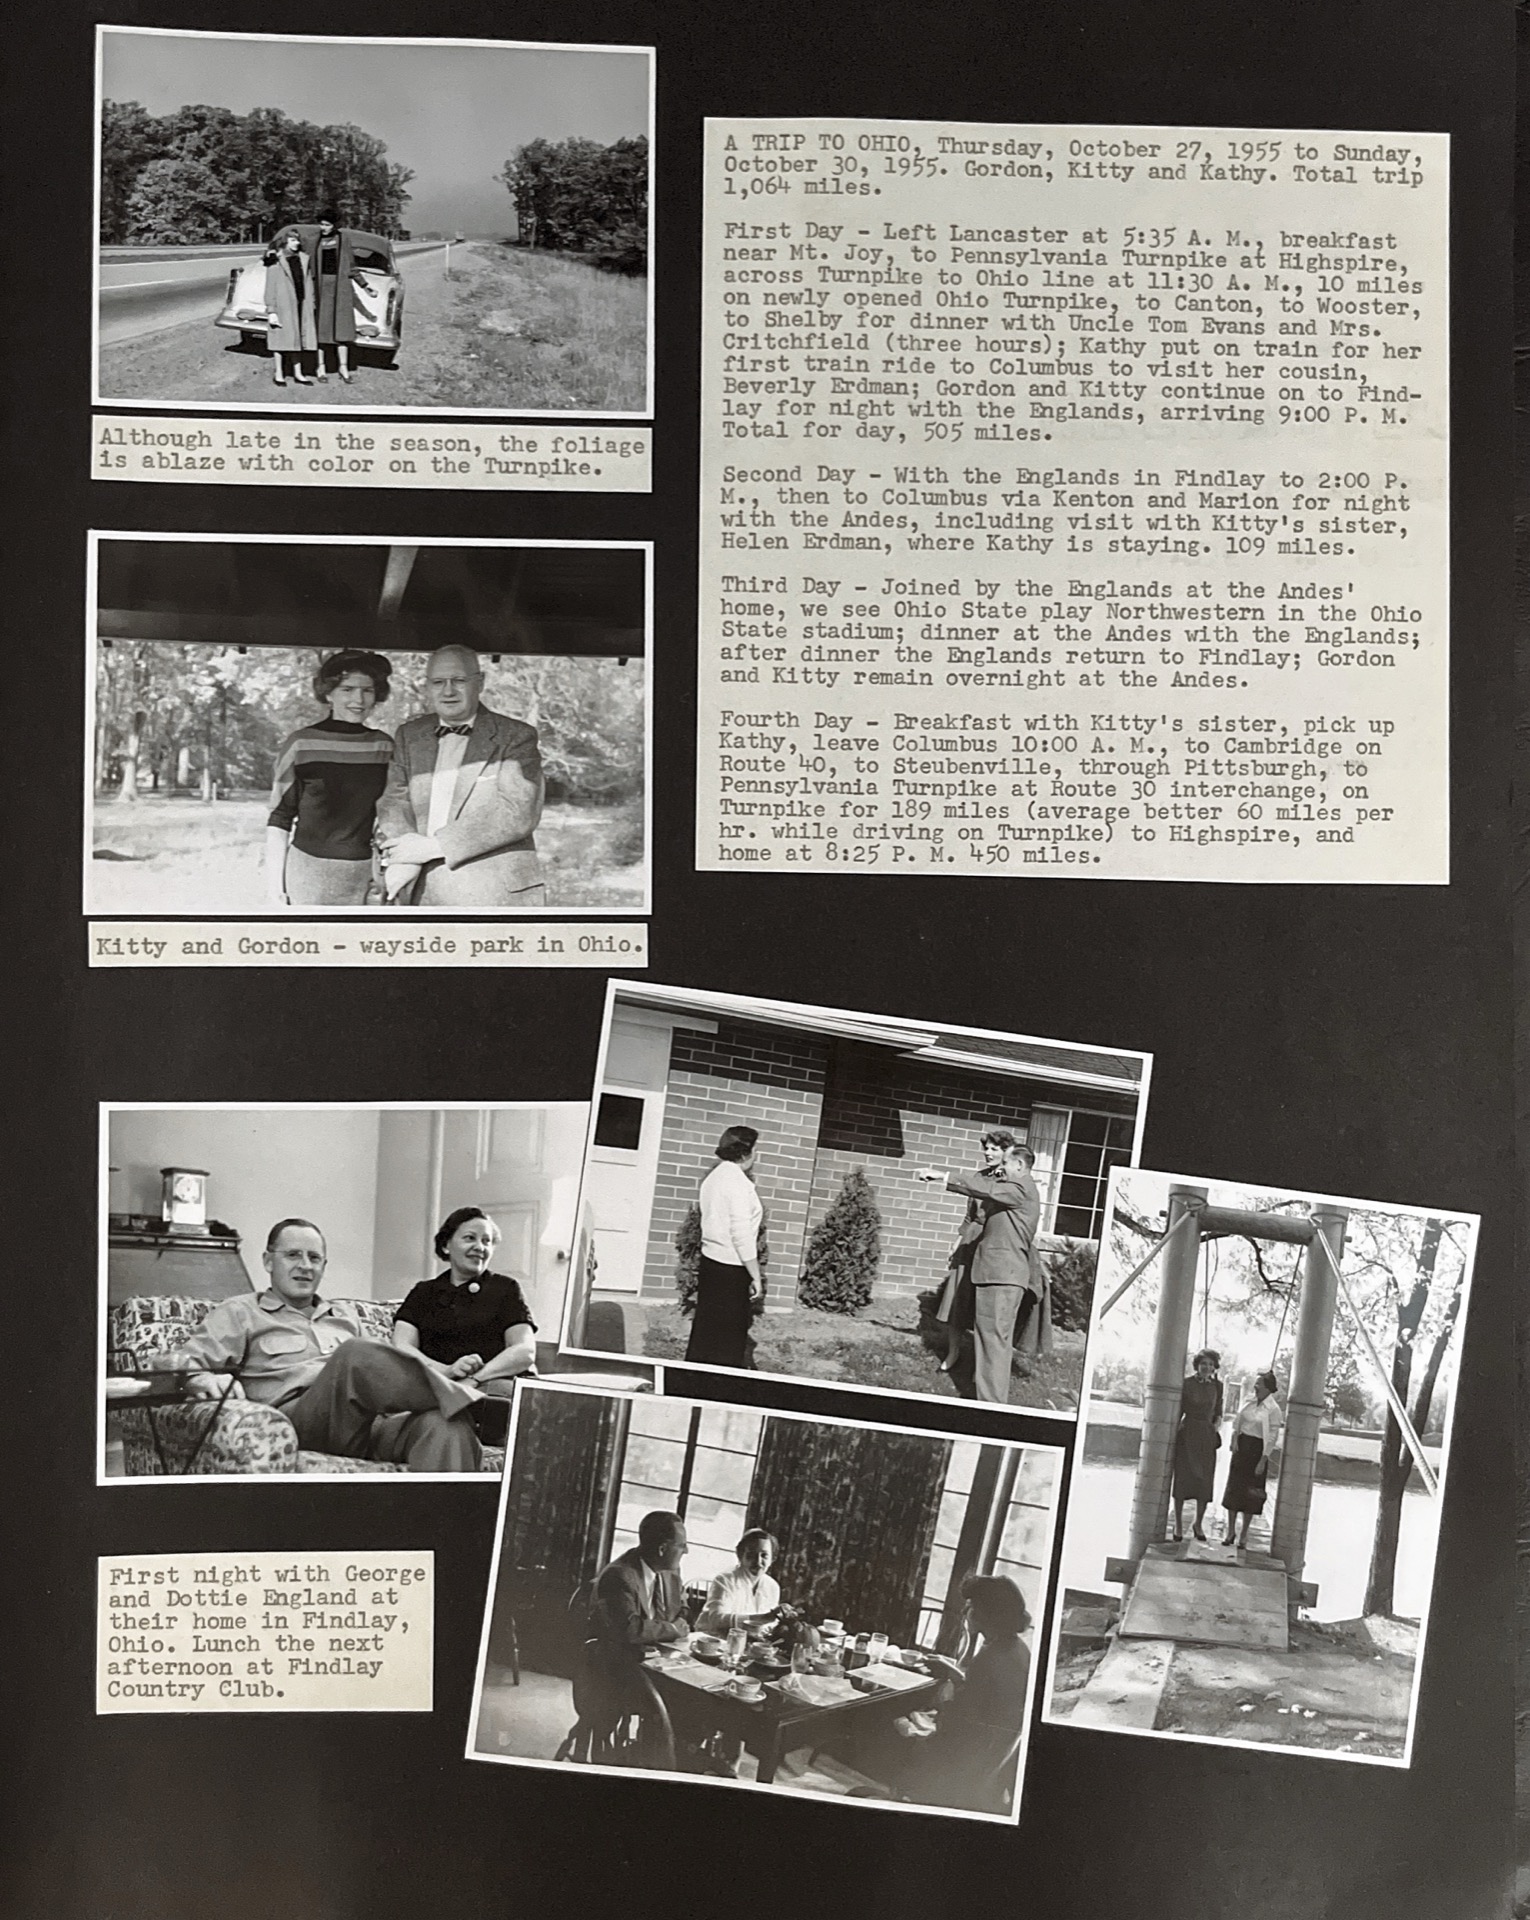 A TRIP TO OHIO, Thursday, October 27, 1955 to Sunday,
October 30, 1955. Gordon, Kitty and Kathy. Total trip
1,064 miles.
First Day - Left Lancaster at 5:35 A. M., breakfast
near Mt. Joy, to Pennsylvania Turnpike at Highspire,
across Turnpike to Ohio line at 11:30 A. M., 10 miles
on newly opened Ohio Turnpike, to Canton, to Wooster,
to Shelby for dinner with Uncle Tom Evans and Mrs.
Critchfield (three hours); Kathy put on train for her
first train ride to Columbus to visit her cousin,
Beverly Erdman; Gordon and Kitty continue on to Find-
lay for night with the Englands, arriving 9:00 P. M.
Total for day, 505 miles.
Second Day - With the Englands in Findlay to 2:00 P.
M., then to Columbus via Kenton and Marion for night
with the Andes, including visit with Kitty's sister,
Helen Erdman, where Kathy is staying. 109 miles.
Third Day - Joined by the Englands at the Andes'
home, we see Ohio State play Northwestern in the Ohio
State stadium; dinner at the Andes with the Englands;
after dinner the Englands return to Findlay; Gordon
and Kitty remain overnight at the Andes.
Fourth Day - Breakfast with Kitty's sister, pick up
Kathy, leave Columbus 10:00 A. M., to Cambridge on
Route 40, to Steubenville, through Pittsburgh, to
Pennsylvania Turnpike at Route 30 interchange, on
Turnpike for 189 miles (average better 60 miles per
hr. while driving on Turnpike) to Highspire, and
home at 8:25 P. M. 450 miles.
Although late in the season, the foliage
is ablaze with color on the Turnpike.
Kitty and Gordon - wayside park in Ohio.
First night with George
and Dottie England at
their home in Findlay,
Ohio. Lunch the next
afternoon at Findlay
Country Club.